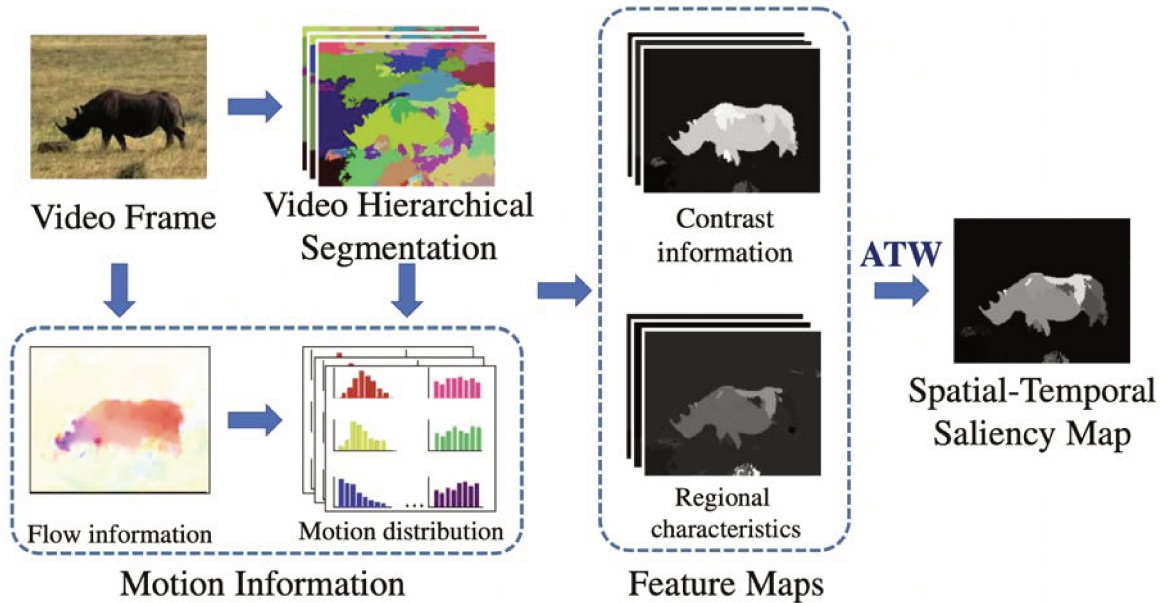 Video Frame
Video Hierarchical
Segmentation
Flow information
Motion distribution
...
Motion Information
Contrast
information
Regional
characteristics
Feature Maps
ATW
Spatial-Temporal
Saliency Map